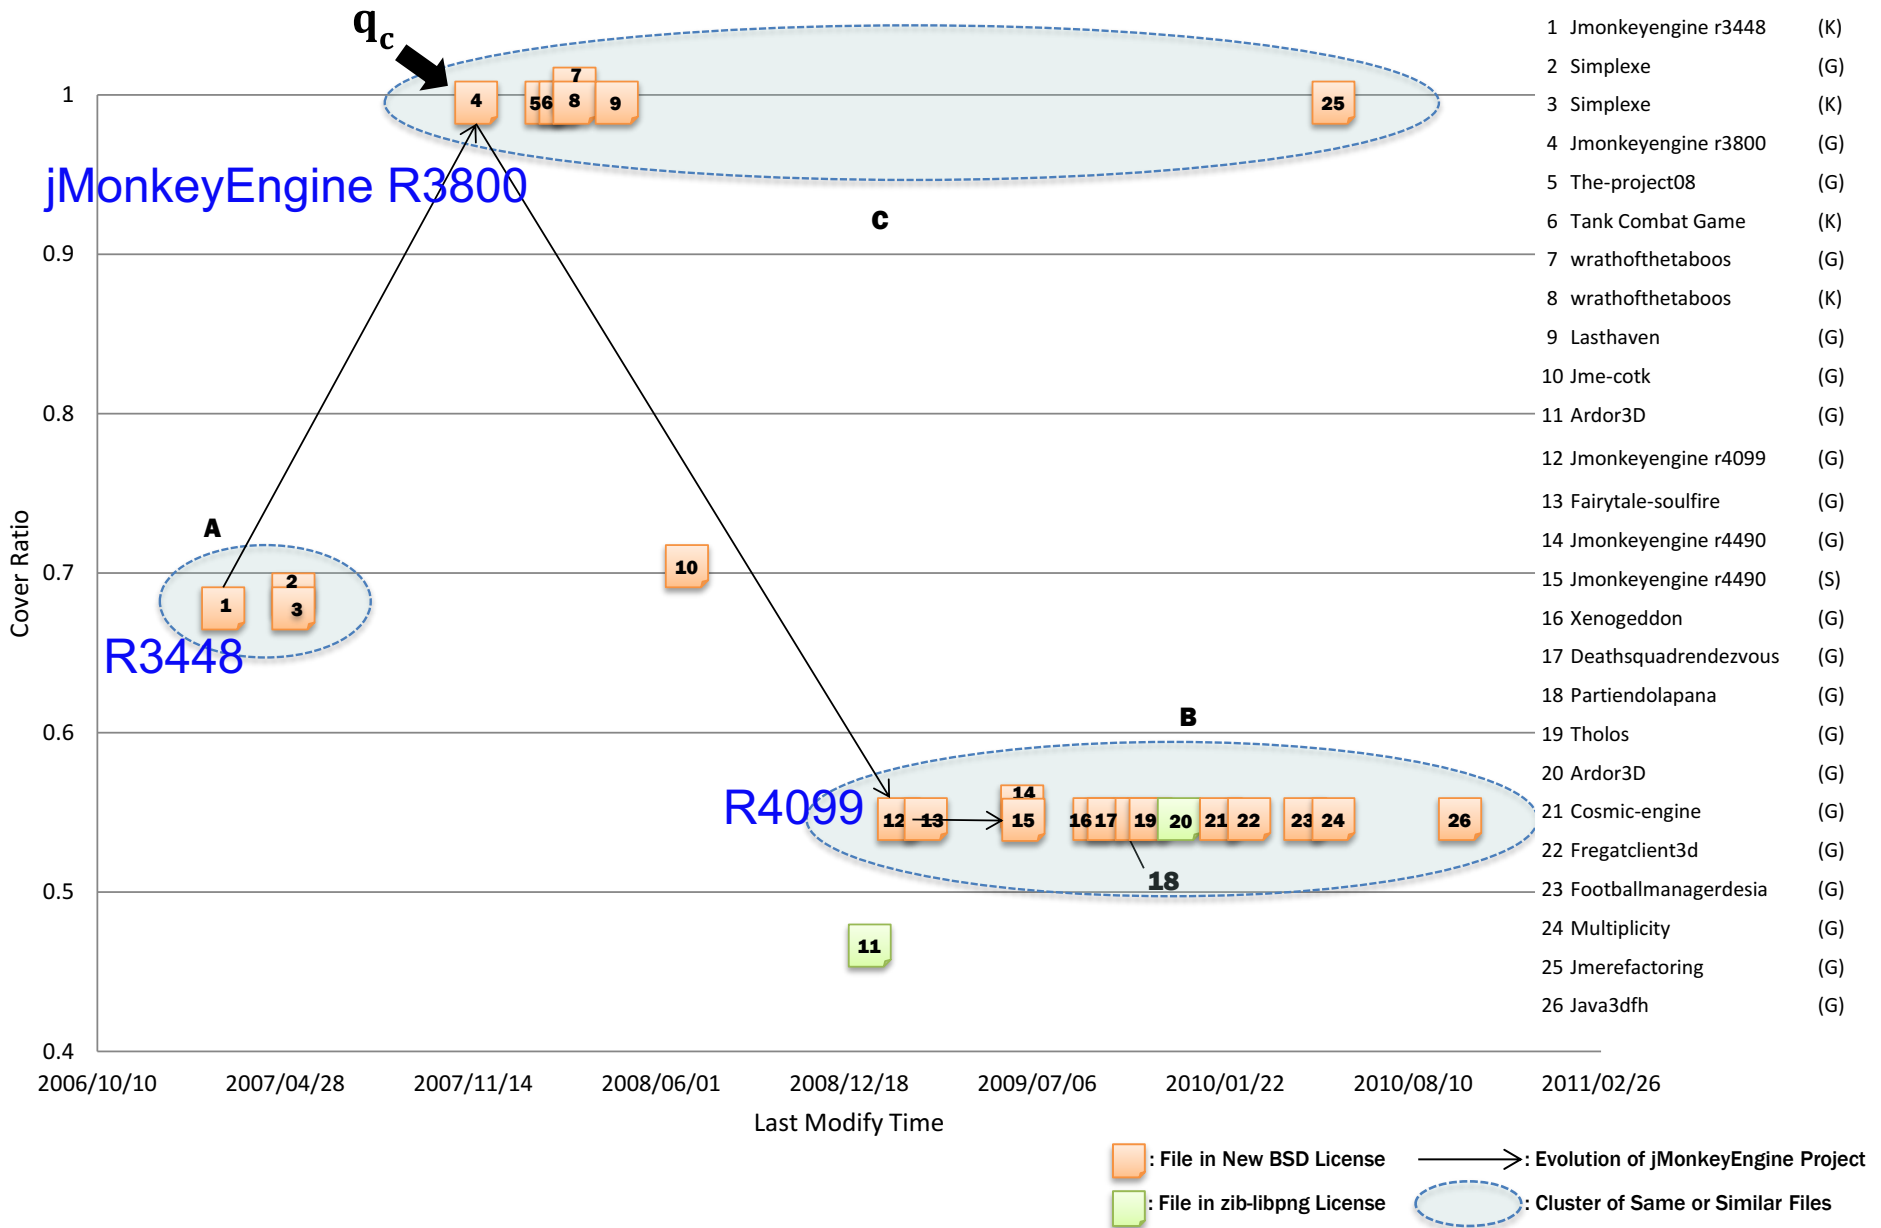 q_c
1 Jmonkeyengine r3448 (K)
2 Simplexe (G)
3 Simplexe (K)
4 Jmonkeyengine r3800 (G)
5 The-project08 (G)
6 Tank Combat Game (K)
7 wrathofthetaboos (G)
8 wrathofthetaboos (K)
9 Lasthaven (G)
10 Jme-cotk (G)
11 Ardor3D (G)
12 Jmonkeyengine r4099 (G)
13 Fairytale-soulfire (G)
14 Jmonkeyengine r4490 (G)
15 Jmonkeyengine r4490 (S)
16 Xenogeddon (G)
17 Deathsquadrendezvous (G)
18 Partiendolapana (G)
19 Tholos (G)
20 Ardor3D (G)
21 Cosmic-engine (G)
22 Fregatclient3d (G)
23 Footballmanagerdesia (G)
24 Multiplicity (G)
25 Jmerefactoring (G)
26 Java3dfh (G)
1
0.9
0.8
0.7
0.6
0.5
0.4
Cover Ratio
4 5 6 7 8 9 25
jMonkeyEngine R3800
C
A
1 2 3
R3448
10
B
R4099
12 13 14 15 16 17 19 20 21 22 23 24 26
18
11
2006/10/10 2007/04/28 2007/11/14 2008/06/01 2008/12/18 2009/07/06 2010/01/22 2010/08/10 2011/02/26
Last Modify Time
: File in New BSD License
: Evolution of jMonkeyEngine Project
: File in zib-libpng License
: Cluster of Same or Similar Files